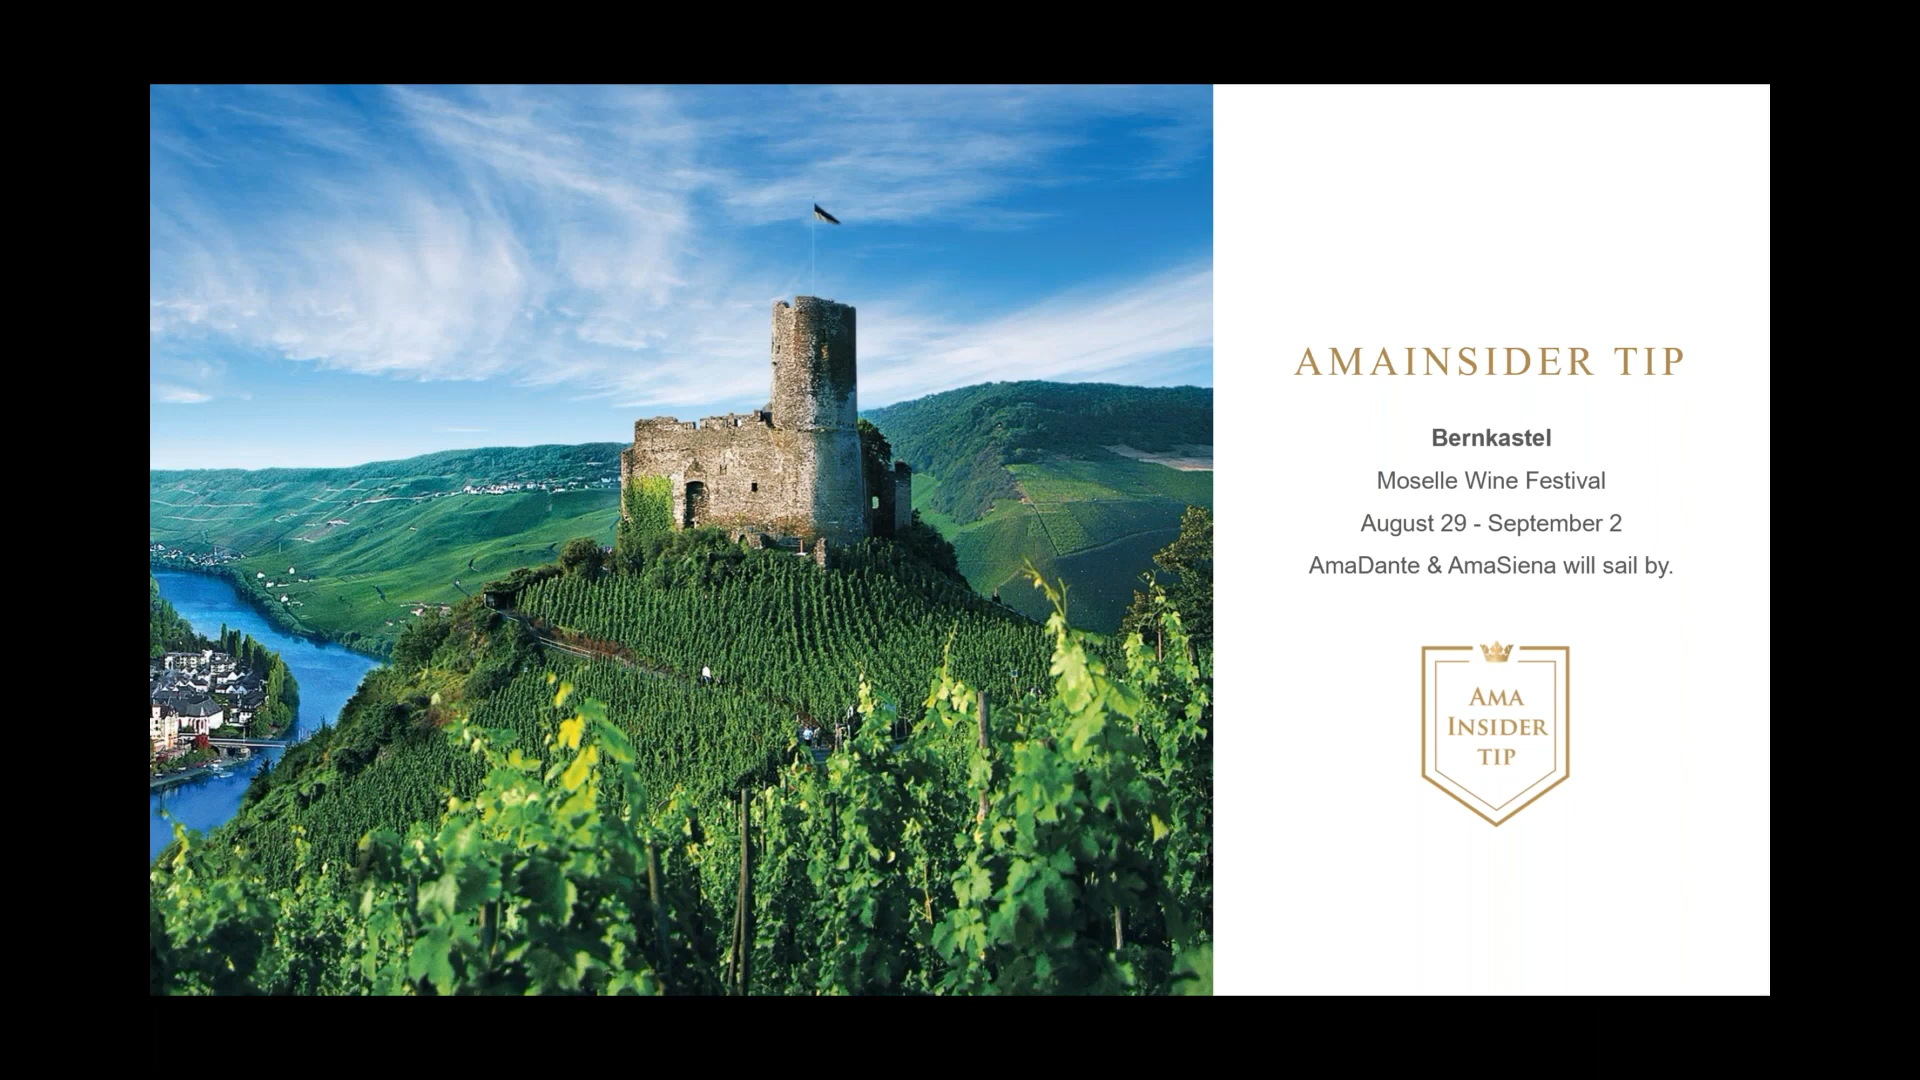 AMAINSIDER TIP
Bernkastel
Moselle Wine Festival
August 29 - September 2
AmaDante & AmaSiena will sail by.
AMA
INSIDER
TIP